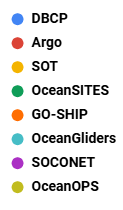 DBCP
Argo
SOT
OceanSITES
GO-SHIP
OceanGliders
SOCONET
OceanOPS